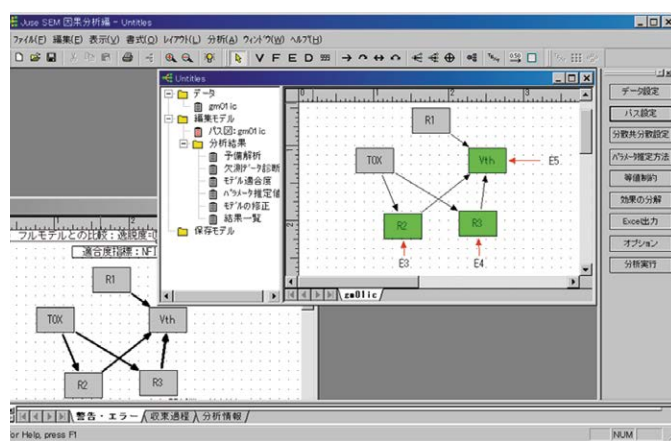 Juse SEM 因果分析編 - Untitles
ファイル(F) 編集(E) 表示(V) 書式(O) レイアウト(L) 分析(A) ウィンドウ(W) ヘルプ(H)
V F E D
Untitles
データ
gm01ic
編集モデル
パス図:gm01ic
分析結果
予備解析
欠測データ診断
モデル適合度
パラメータ推定値
モデルの修正
結果一覧
保存モデル
R1
TOX
Vth
E5
R2
R3
E3
E4
gm01ic
データ設定
パス設定
分散共分散設定
パラメータ推定方法
等値制約
効果の分解
Excel出力
オプション
分析実行
フルモデルとの比較:逸脱度=
適合度指標:NFI
R1
TOX
Vth
R2
R3
警告・エラー 収束過程 分析情報
or Help, press F1
NUM